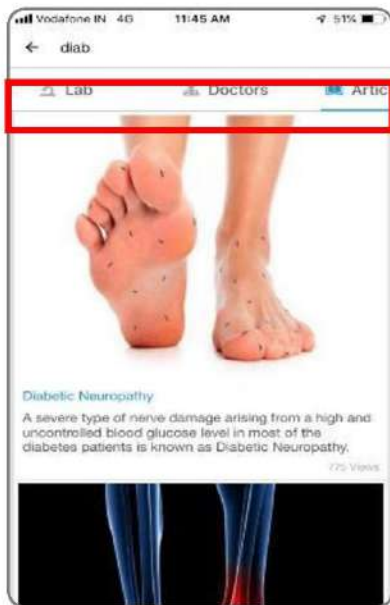 Vodafone IN 4G 11:45 AM 51%
diab
Lab Doctors Artic
Diabetic Neuropathy
A severe type of nerve damage arising from a high and
uncontrolled blood glucose level in most of the
diabetes patients is known as Diabetic Neuropathy.
775 Views